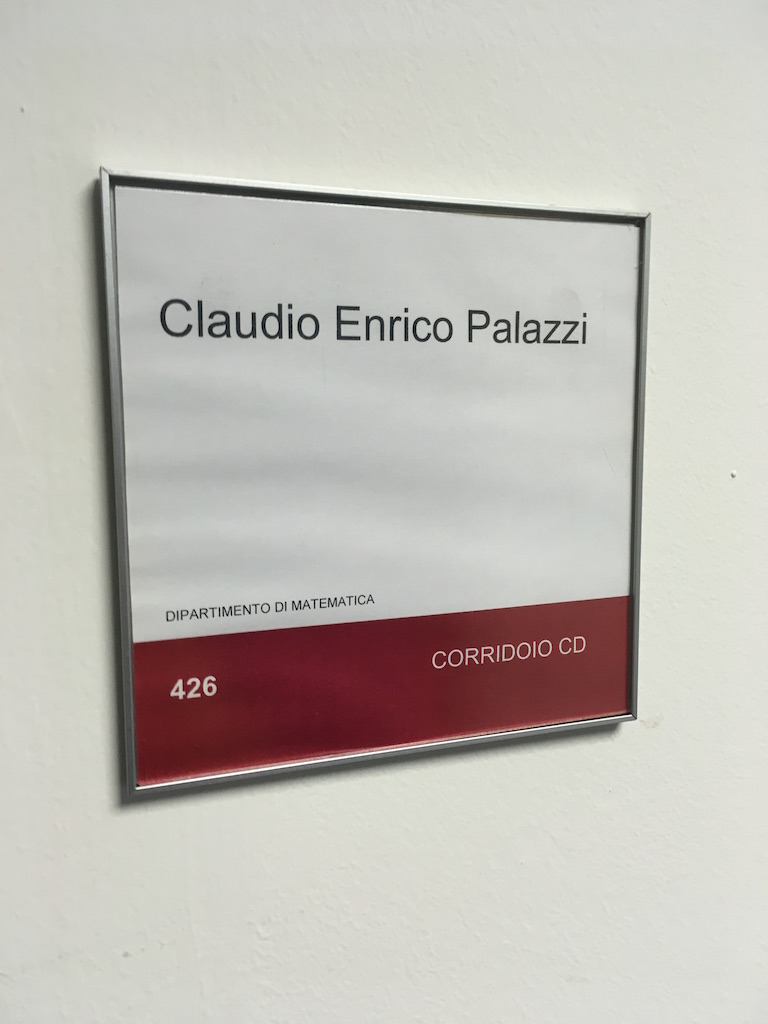 Claudio Enrico Palazzi
DIPARTIMENTO DI MATEMATICA
426
CORRIDOIO CD